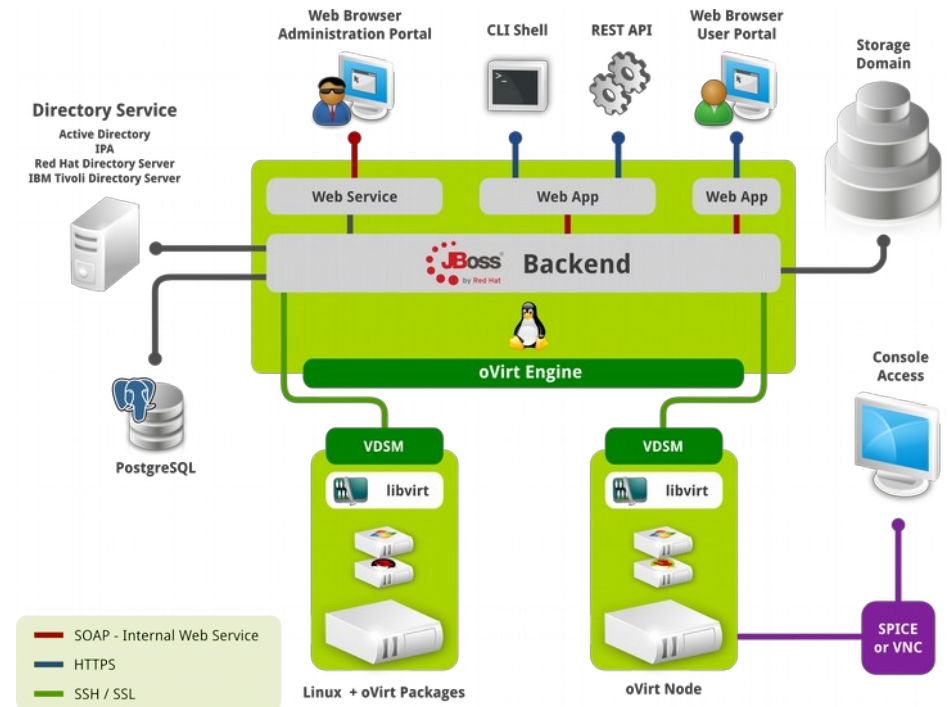 Web Browser
Administration Portal
CLI Shell
REST API
Web Browser
User Portal
Storage
Domain
Directory Service
Active Directory
IPA
Red Hat Directory Server
IBM Tivoli Directory Server
Web Service
Web App
Web App
JBoss
by Red Hat
Backend
oVirt Engine
Console
Access
PostgreSQL
VDSM
libvirt
VDSM
libvirt
SPICE
or VNC
SOAP - Internal Web Service
HTTPS
SSH / SSL
Linux + oVirt Packages
oVirt Node